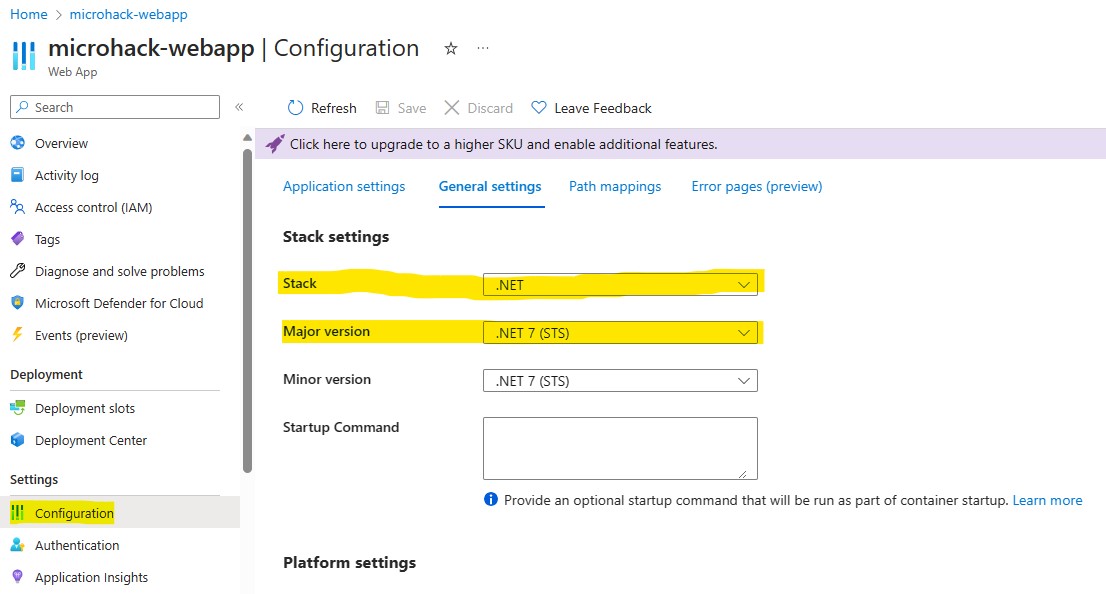 Home > microhack-webapp
microhack-webapp | Configuration
Web App
Search
Refresh Save Discard Leave Feedback
Overview
Activity log
Access control (IAM)
Tags
Diagnose and solve problems
Microsoft Defender for Cloud
Events (preview)
Deployment
Deployment slots
Deployment Center
Settings
Configuration
Authentication
Application Insights
Click here to upgrade to a higher SKU and enable additional features.
Application settings General settings Path mappings Error pages (preview)
Stack settings
Stack .NET
Major version .NET 7 (STS)
Minor version .NET 7 (STS)
Startup Command
Provide an optional startup command that will be run as part of container startup. Learn more
Platform settings